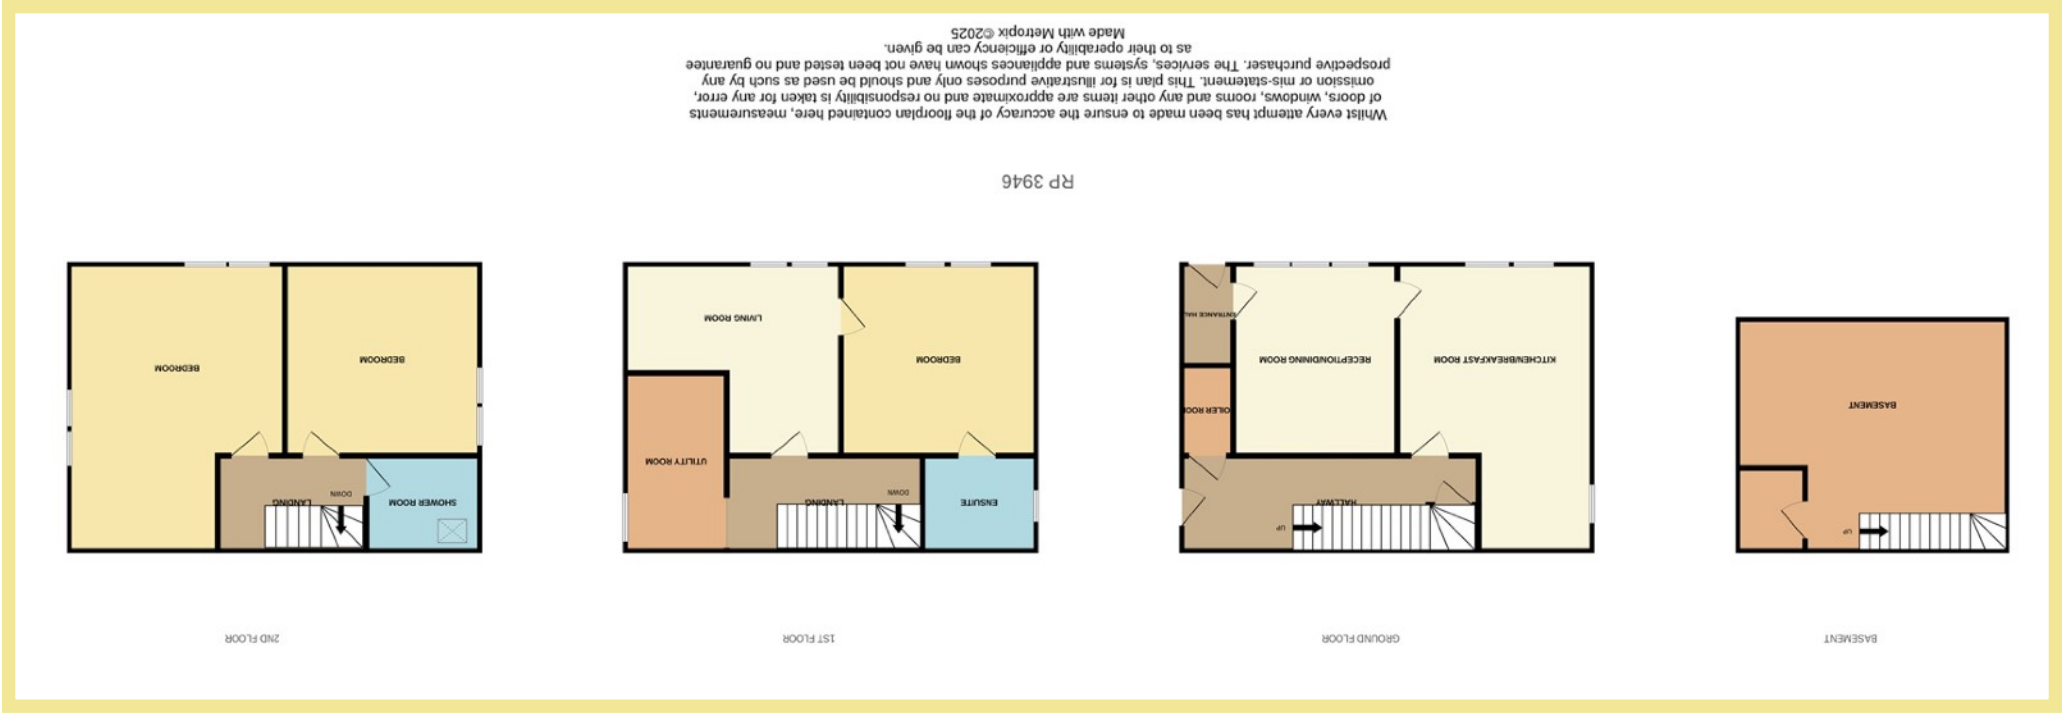 BASEMENT
UP
BASEMENT
GROUND FLOOR
UP
HALLWAY
KITCHEN/BREAKFAST ROOM
RECEPTION/DINING ROOM
BOILER ROOM
ENTRANCE HALL
1ST FLOOR
ENSUITE
DOWN
LANDING
UTILITY ROOM
BEDROOM
LIVING ROOM
2ND FLOOR
SHOWER ROOM
DOWN
LANDING
BEDROOM
BEDROOM
RP 3946
Whilst every attempt has been made to ensure the accuracy of the floorplan contained here, measurements
of doors, windows, rooms and any other items are approximate and no responsibility is taken for any error,
omission or mis-statement. This plan is for illustrative purposes only and should be used as such by any
prospective purchaser. The services, systems and appliances shown have not been tested and no guarantee
as to their operability or efficiency can be given.
Made with Metropix ©2025